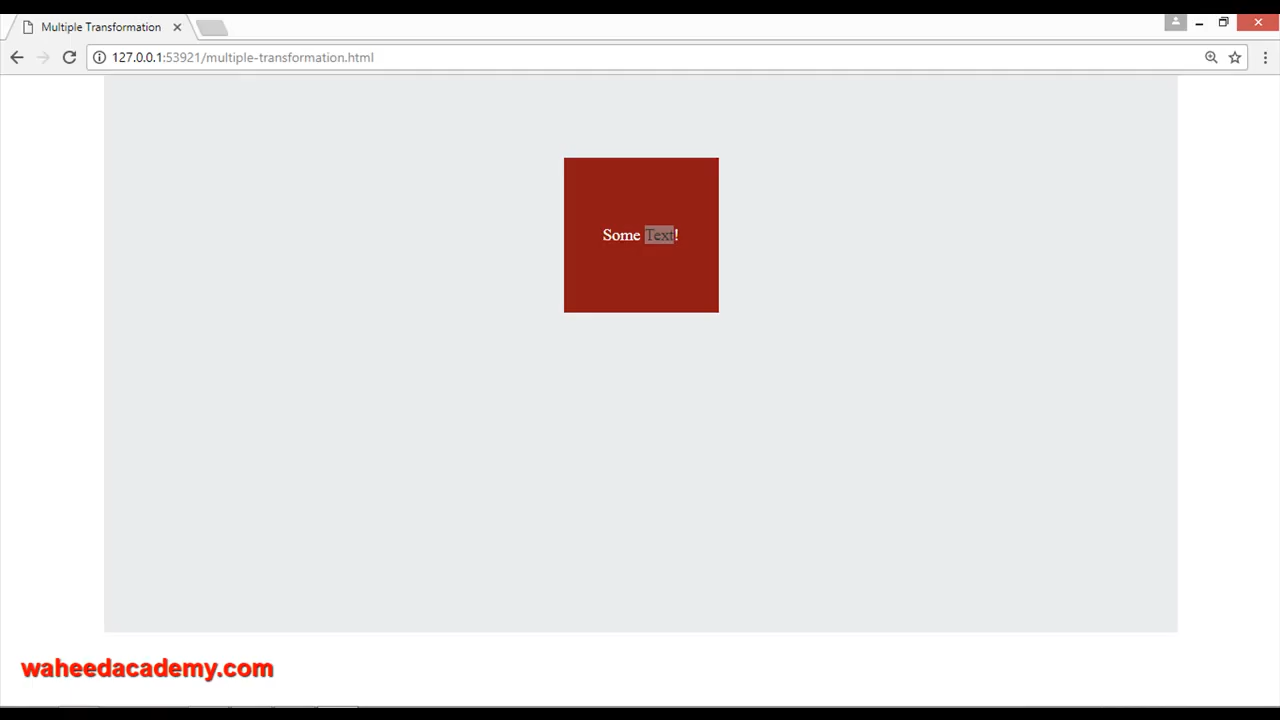 Multiple Transformation
127.0.0.1:53921/multiple-transformation.html
Some Text!
waheedacademy.com